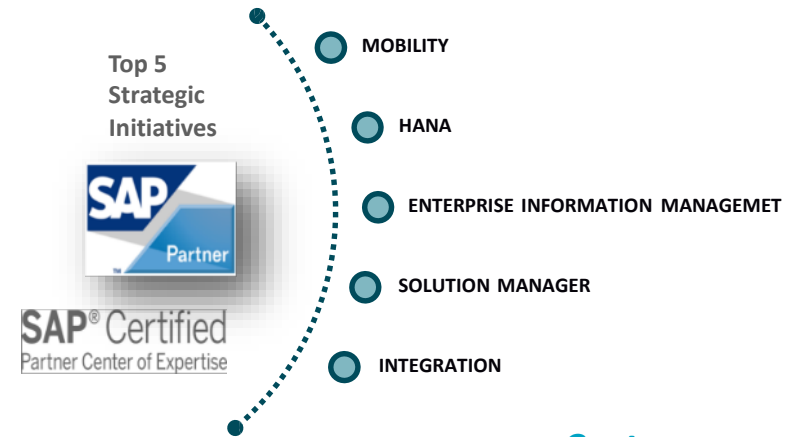 Top 5
Strategic
Initiatives
SAP
Partner
SAP® Certified
Partner Center of Expertise
MOBILITY
HANA
ENTERPRISE INFORMATION MANAGEMET
SOLUTION MANAGER
INTEGRATION